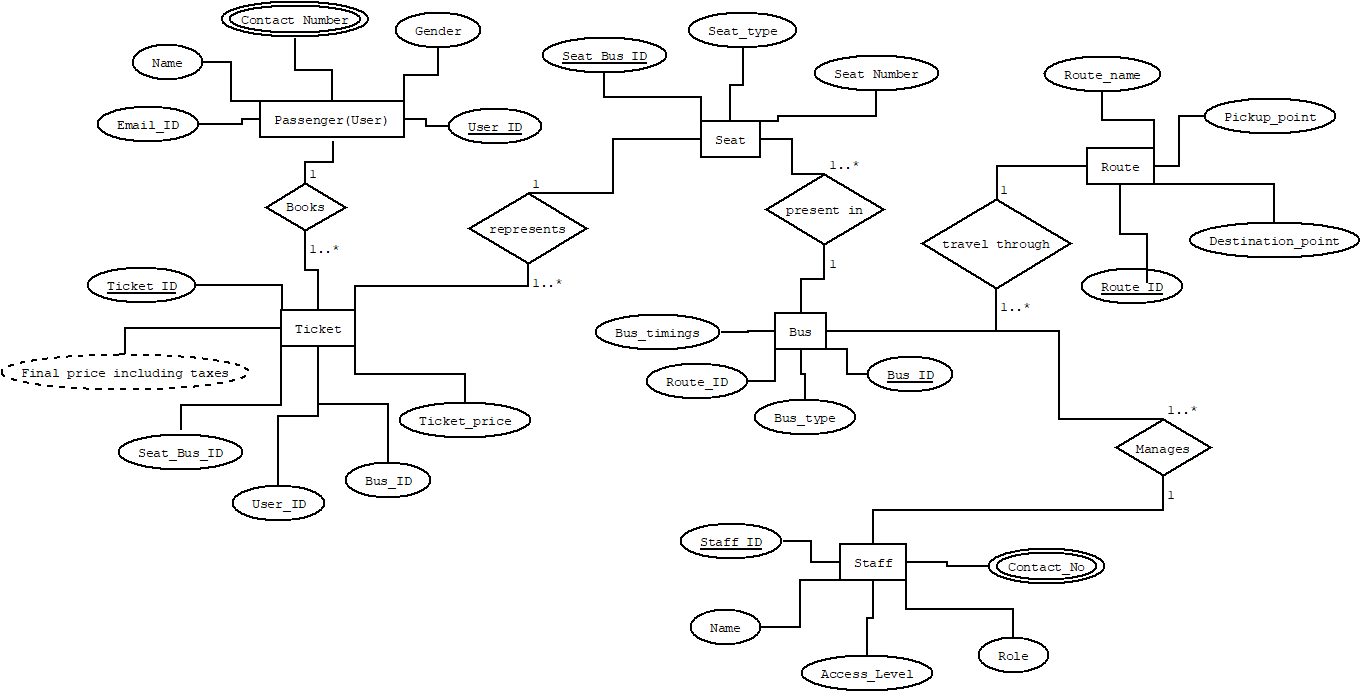 Contact Number
Gender
Name
Seat_type
Seat_Bus_ID
Seat Number
Route_name
Email_ID
Passenger(User)
User_ID
Pickup_point
Seat
Route
1
1..*
1
1
Books
represents
present in
travel through
Destination_point
1..*
1
Ticket_ID
1..*
Route_ID
1..*
Ticket
Bus_timings
Bus
Final price including taxes
Route_ID
Bus_ID
Ticket_price
Bus_type
1..*
Seat_Bus_ID
Manages
Bus_ID
1
User_ID
Staff_ID
Staff
Contact_No
Name
Role
Access_Level